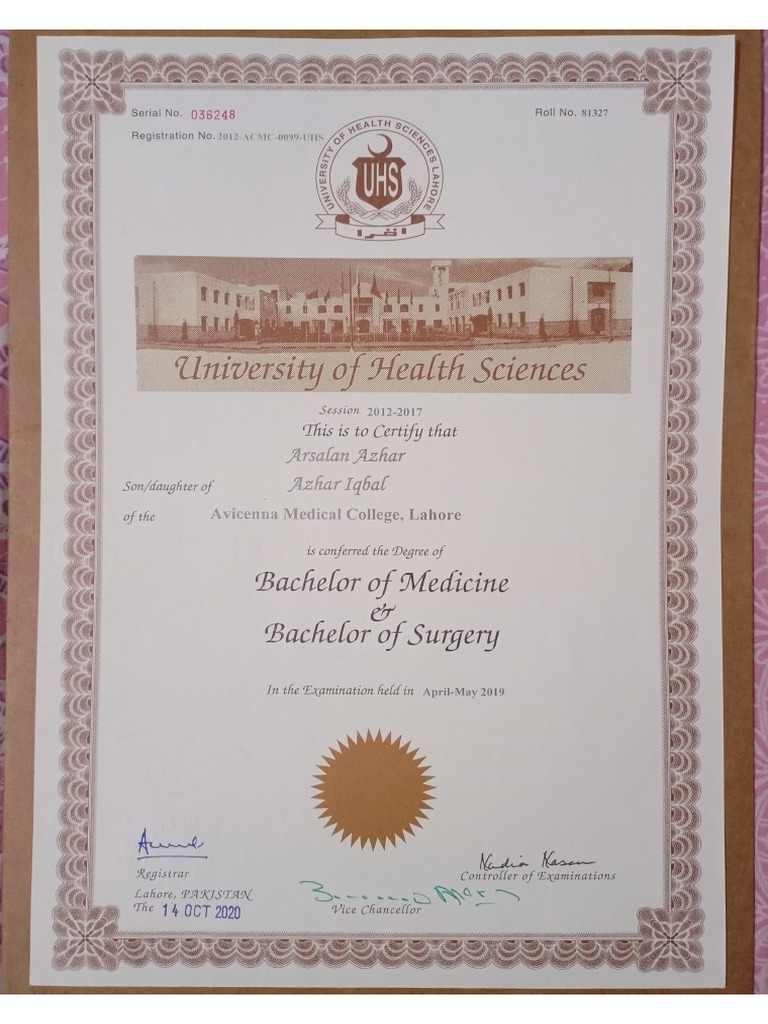 Serial No. 036248
Roll No. 81327
Registration No. 2012-ACMC-0099-UHS
UNIVERSITY OF HEALTH SCIENCES LAHORE
UHS
اقرا
University of Health Sciences
Session 2012-2017
This is to Certify that
Arsalan Azhar
Son/daughter of Azhar Iqbal
of the Avicenna Medical College, Lahore
is conferred the Degree of
Bachelor of Medicine
&
Bachelor of Surgery
In the Examination held in April-May 2019
Nadia Hasan
Registrar
Controller of Examinations
Lahore, PAKISTAN.
The 14 OCT 2020
Vice Chancellor